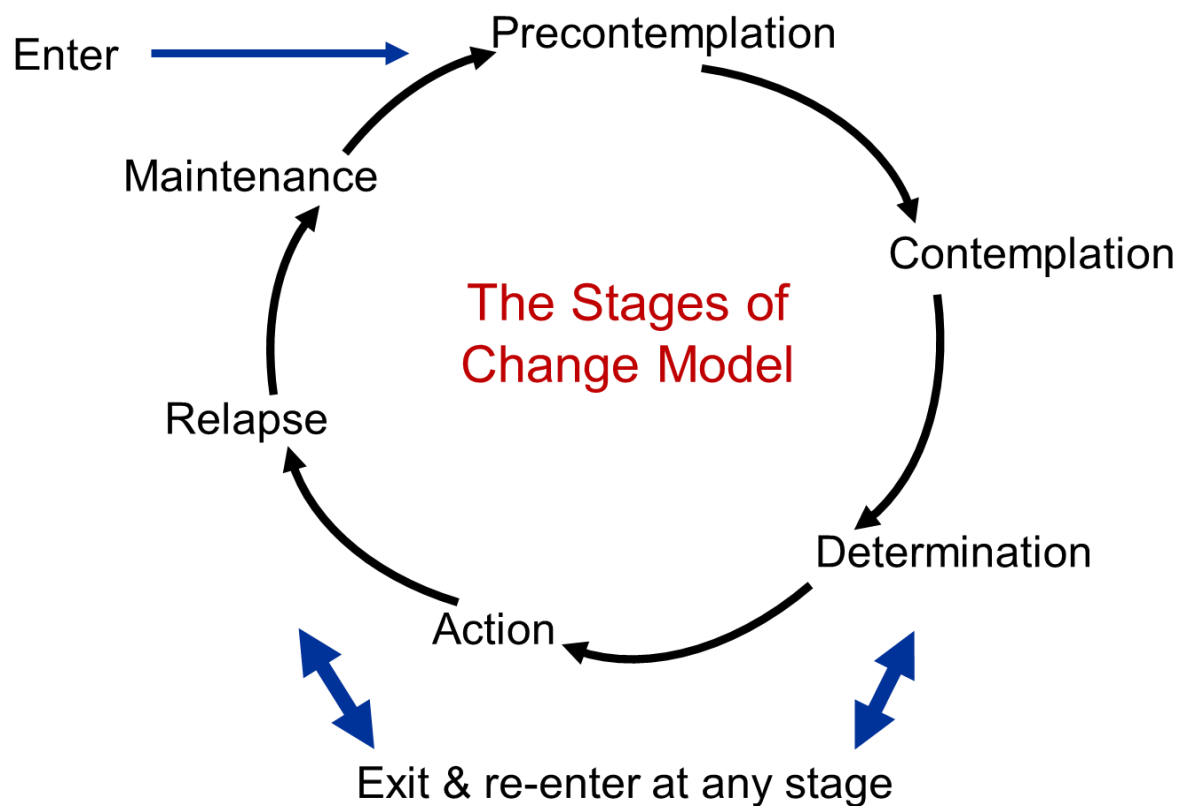 Enter
Precontemplation
Maintenance
Contemplation
The Stages of
Change Model
Relapse
Determination
Action
Exit & re-enter at any stage